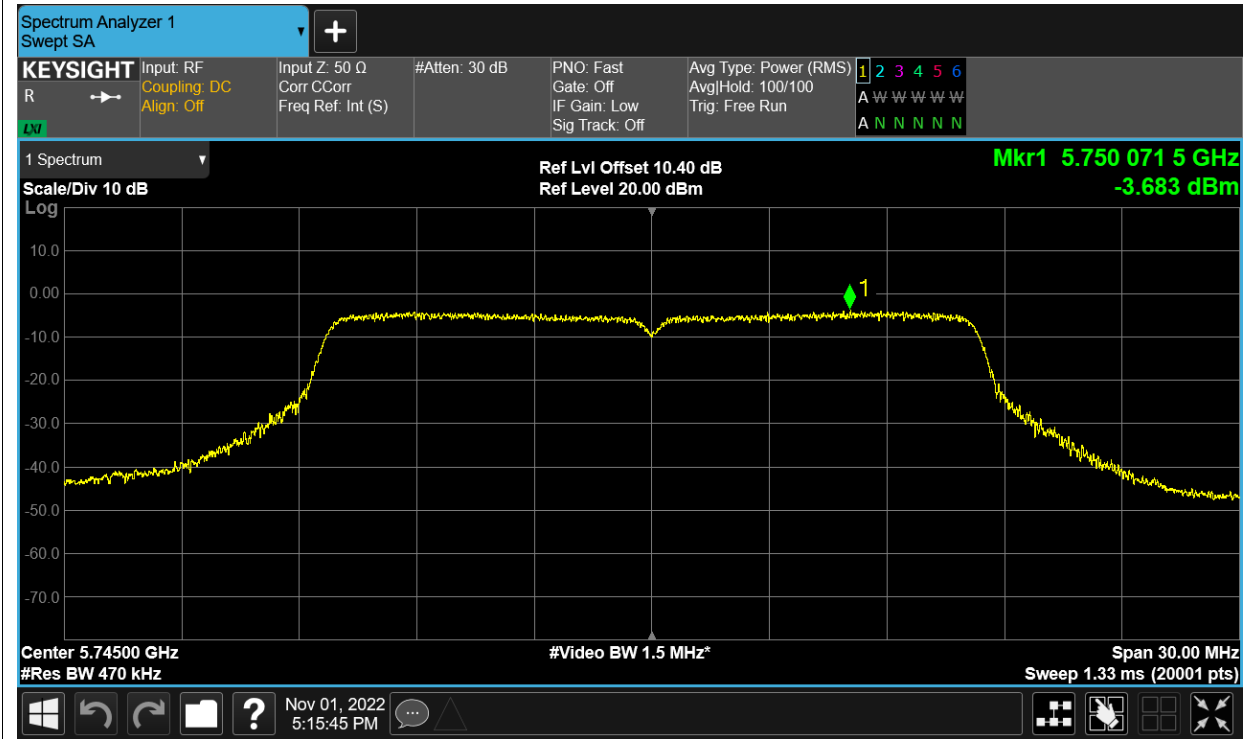 Spectrum Analyzer 1
Swept SA
KEYSIGHT
R
LXI
Input: RF
Coupling: DC
Align: Off
Input Z: 50 Ω
Corr CCorr
Freq Ref: Int (S)
#Atten: 30 dB
PNO: Fast
Gate: Off
IF Gain: Low
Sig Track: Off
Avg Type: Power (RMS)
Avg|Hold: 100/100
Trig: Free Run
1 2 3 4 5 6
A W W W W W
A N N N N N
1 Spectrum
Scale/Div 10 dB
Log
Ref Lvl Offset 10.40 dB
Ref Level 20.00 dBm
Mkr1 5.750 071 5 GHz
-3.683 dBm
10.0
0.00
1
-10.0
-20.0
-30.0
-40.0
-50.0
-60.0
-70.0
Center 5.74500 GHz
#Res BW 470 kHz
#Video BW 1.5 MHz*
Span 30.00 MHz
Sweep 1.33 ms (20001 pts)
?
Nov 01, 2022
5:15:45 PM